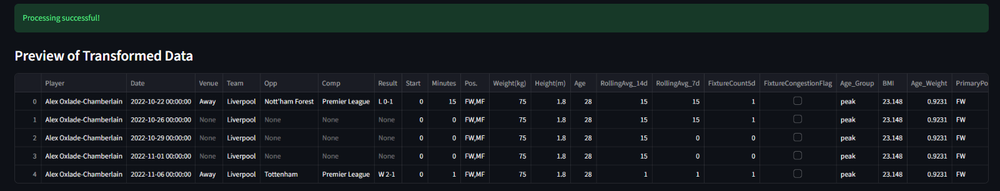 Processing successful!
Preview of Transformed Data
Player Date Venue Team Opp Comp Result Start Minutes Pos. Weight(kg) Height(m) Age RollingAvg_14d RollingAvg_7d FixtureCount5d FixtureCongestionFlag Age_Group BMI Age_Weight PrimaryPo
0 Alex Oxlade-Chamberlain 2022-10-22 00:00:00 Away Liverpool Nott'ham Forest Premier League L 0-1 0 15 FW,MF 75 1.8 28 15 15 1 peak 23.148 0.9231 FW
1 Alex Oxlade-Chamberlain 2022-10-26 00:00:00 None Liverpool None None None 0 0 FW,MF 75 1.8 28 15 15 1 peak 23.148 0.9231 FW
2 Alex Oxlade-Chamberlain 2022-10-29 00:00:00 None Liverpool None None None 0 0 FW,MF 75 1.8 28 15 0 0 peak 23.148 0.9231 FW
3 Alex Oxlade-Chamberlain 2022-11-01 00:00:00 None Liverpool None None None 0 0 FW,MF 75 1.8 28 15 0 0 peak 23.148 0.9231 FW
4 Alex Oxlade-Chamberlain 2022-11-06 00:00:00 Away Liverpool Tottenham Premier League W 2-1 0 1 FW,MF 75 1.8 28 1 1 1 peak 23.148 0.9231 FW